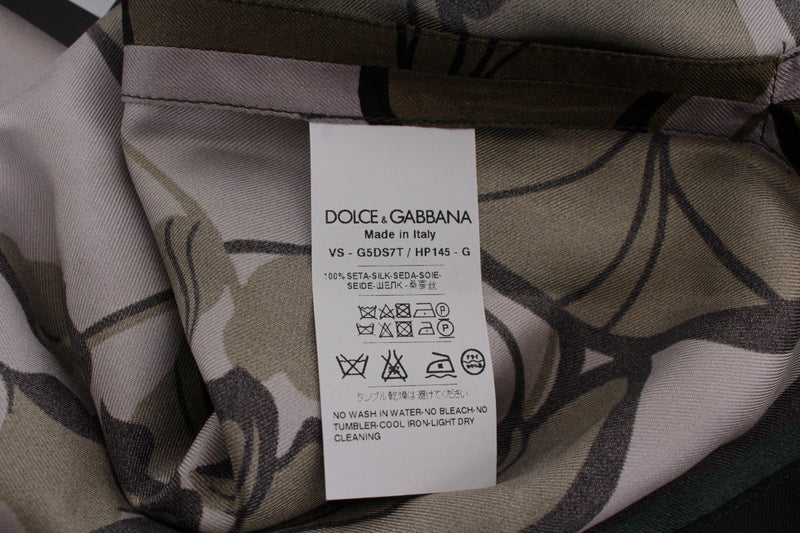 DOLCE & GABBANA
Made in Italy
VS - G5DS7T / HP145 - G
100% SETA-SILK-SEDA-SOIE-
SEIDE-ШЕЛК-桑蚕丝
タンブル乾燥は避けてください
NO WASH IN WATER-NO BLEACH-NO
TUMBLER-COOL IRON-LIGHT DRY
CLEANING